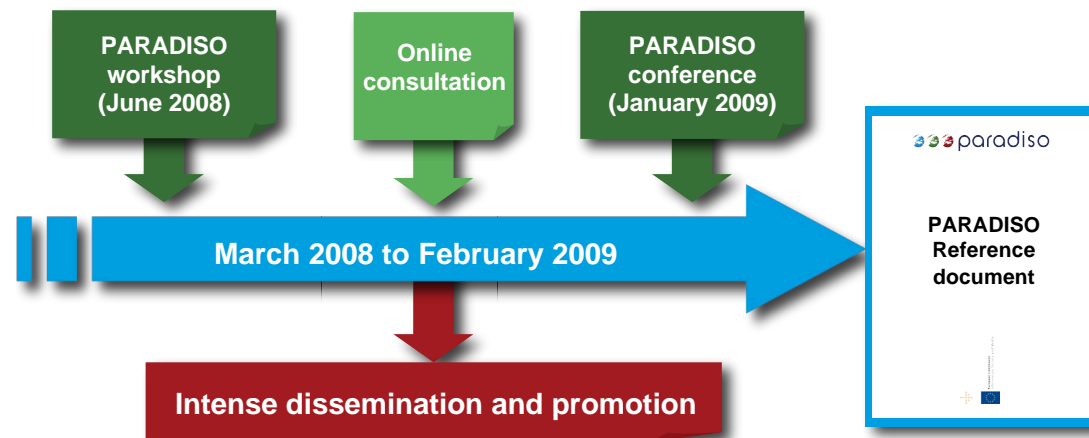 PARADISO
workshop
(June 2008)
Online
consultation
PARADISO
conference
(January 2009)
March 2008 to February 2009
Intense dissemination and promotion
paradiso
PARADISO
Reference
document